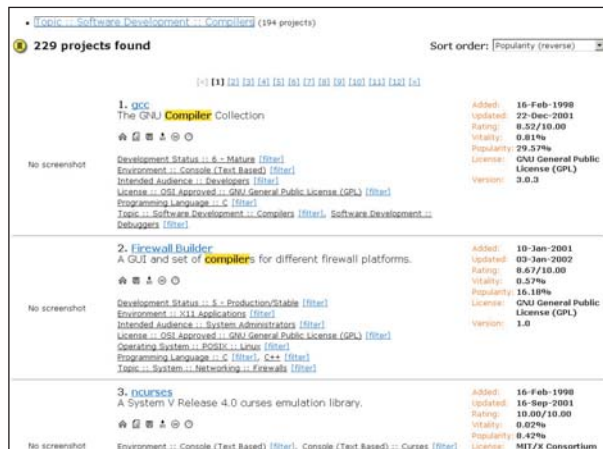 Topic :: Software Development :: Compilers (194 projects)
229 projects found
Sort order: Popularity (reverse)
[«] [1] [2] [3] [4] [5] [6] [7] [8] [9] [10] [11] [12] [»]
1. gcc
The GNU Compiler Collection
No screenshot
Development Status :: 6 - Mature [filter]
Environment :: Console (Text Based) [filter]
Intended Audience :: Developers [filter]
License :: OSI Approved :: GNU General Public License (GPL) [filter]
Programming Language :: C [filter]
Topic :: Software Development :: Compilers [filter], Software Development ::
Debuggers [filter]
Added: 16-Feb-1998
Updated: 22-Dec-2001
Rating: 8.52/10.00
Vitality: 0.81%
Popularity: 29.57%
License: GNU General Public
License (GPL)
Version: 3.0.3
2. Firewall Builder
A GUI and set of compilers for different firewall platforms.
No screenshot
Development Status :: 5 - Production/Stable [filter]
Environment :: X11 Applications [filter]
Intended Audience :: System Administrators [filter]
License :: OSI Approved :: GNU General Public License (GPL) [filter]
Operating System :: POSIX :: Linux [filter]
Programming Language :: C [filter], C++ [filter]
Topic :: System :: Networking :: Firewalls [filter]
Added: 10-Jan-2001
Updated: 03-Jan-2002
Rating: 8.67/10.00
Vitality: 0.57%
Popularity: 16.18%
License: GNU General Public
License (GPL)
Version: 1.0
3. ncurses
A System V Release 4.0 curses emulation library.
No screenshot
Environment :: Console (Text Based) [filter], Console (Text Based) :: Curses [filter]
Added: 16-Feb-1998
Updated: 16-Sep-2001
Rating: 10.00/10.00
Vitality: 0.02%
Popularity: 8.42%
License: MIT/X Consortium